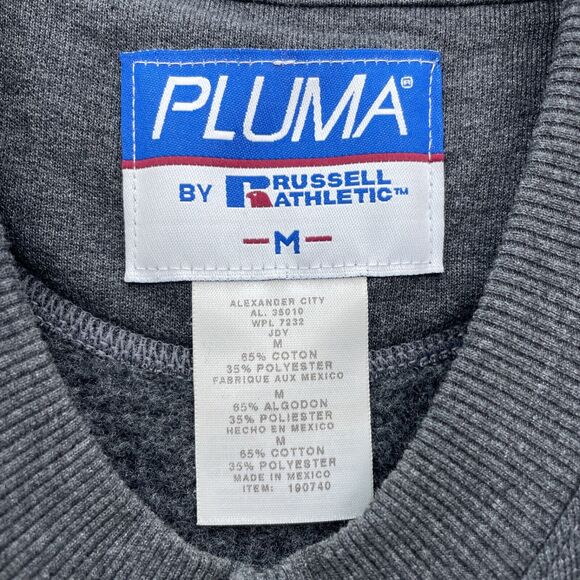 PLUMA®
BY RUSSELL
ATHLETIC™
- M -
ALEXANDER CITY
AL. 35010
WPL 7232
JDY
M
65% COTON
35% POLYESTER
FABRIQUE AUX MEXICO
M
65% ALGODON
35% POLIESTER
HECHO EN MEXICO
M
65% COTTON
35% POLYESTER
MADE IN MEXICO
ITEM: 190740